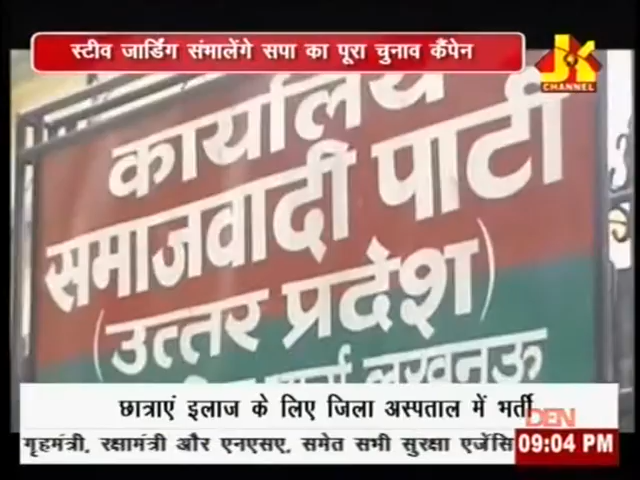 स्टीव जार्डिंग संभालेंगे सपा का पूरा चुनाव कैंपेन
JK
CHANNEL
कार्यालय
समाजवादी पार्टी
(उत्तर प्रदेश)
मार्ग लखनऊ
छात्राएं इलाज के लिए जिला अस्पताल में भर्ती
DEN
गृहमंत्री, रक्षामंत्री और एनएसए, समेत सभी सुरक्षा एजेंसि
09:04 PM